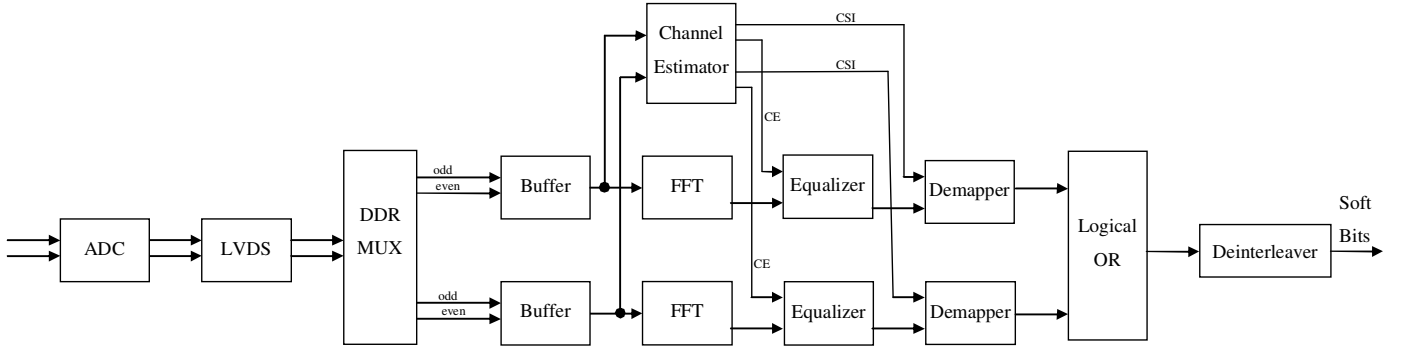 CSI
Channel
Estimator
CSI
CE
odd
even
Buffer
FFT
Equalizer
Demapper
DDR
MUX
ADC
LVDS
Logical
OR
Soft
Bits
Deinterleaver
CE
odd
even
Buffer
FFT
Equalizer
Demapper